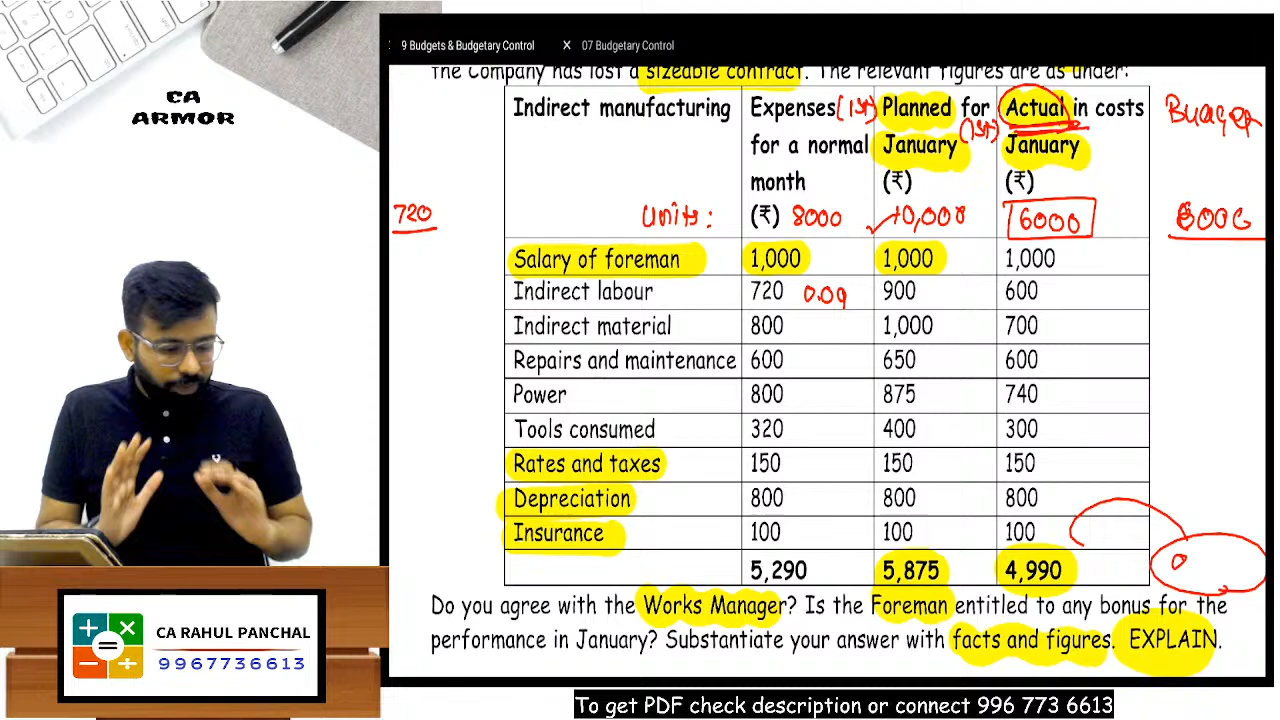 CA
ARMOR
9 Budgets & Budgetary Control × 07 Budgetary Control
the Company has lost a sizeable contract. The relevant figures are as under:
Indirect manufacturing Expenses (1st) Planned for Actual in costs
for a normal January (1st) January
month (₹) (₹)
720 Units: (₹) 8000 10,000 6000 6000
Salary of foreman 1,000 1,000 1,000
Indirect labour 720 0.09 900 600
Indirect material 800 1,000 700
Repairs and maintenance 600 650 600
Power 800 875 740
Tools consumed 320 400 300
Rates and taxes 150 150 150
Depreciation 800 800 800
Insurance 100 100 100
5,290 5,875 4,990
Do you agree with the Works Manager? Is the Foreman entitled to any bonus for the
performance in January? Substantiate your answer with facts and figures. EXPLAIN.
CA RAHUL PANCHAL
9967736613
To get PDF check description or connect 996 773 6613